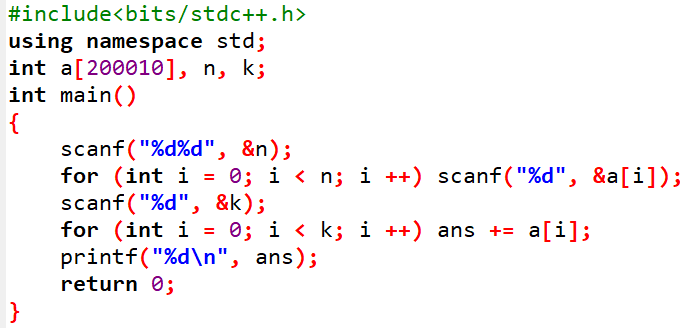 #include<bits/stdc++.h>
using namespace std;
int a[200010], n, k;
int main()
{
    scanf("%d%d", &n);
    for (int i = 0; i < n; i ++) scanf("%d", &a[i]);
    scanf("%d", &k);
    for (int i = 0; i < k; i ++) ans += a[i];
    printf("%d\n", ans);
    return 0;
}